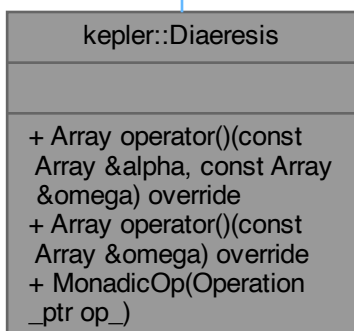 kepler::Diaeresis
+ Array operator()(const
Array &alpha, const Array
&omega) override
+ Array operator()(const
Array &omega) override
+ MonadicOp(Operation
_ptr op_)